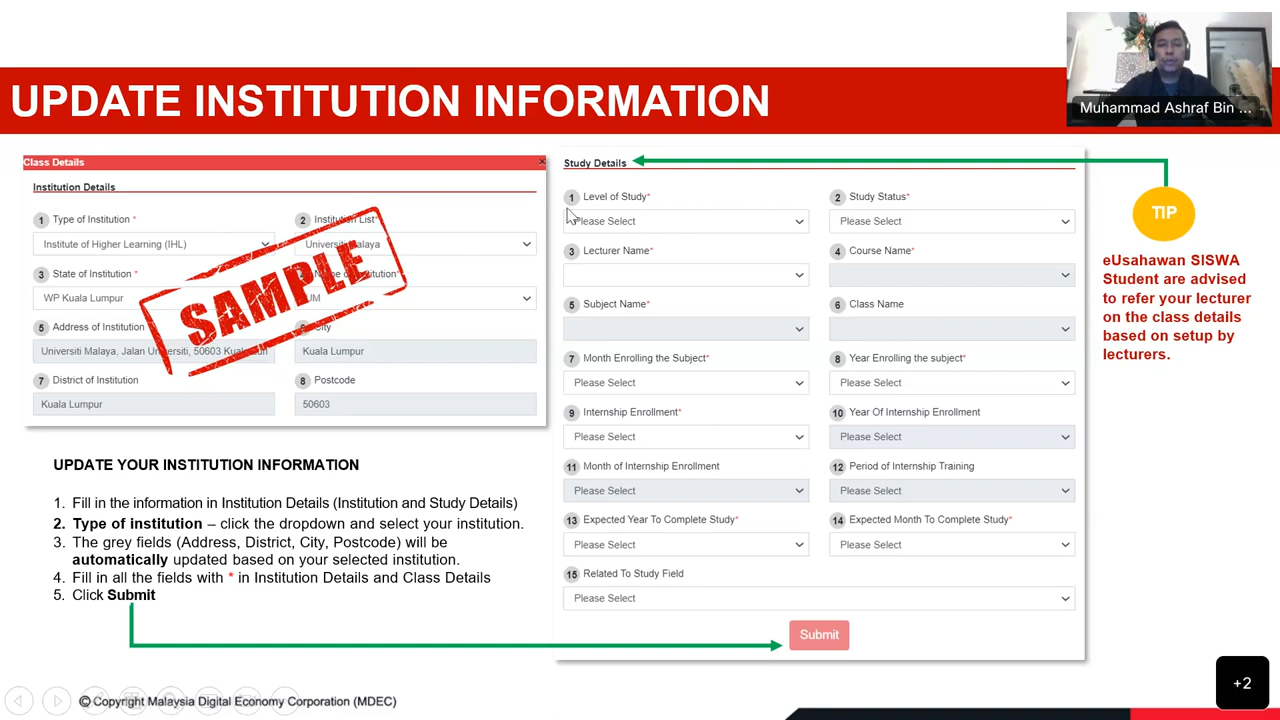 UPDATE INSTITUTION INFORMATION
Muhammad Ashraf Bin ...
Class Details
Institution Details
1 Type of Institution *
Institute of Higher Learning (IHL)
2 Institution List*
Universiti Malaya
3 State of Institution *
WP Kuala Lumpur
UM
5 Address of Institution
Universiti Malaya, Jalan Universiti, 50603 Kuala
City
Kuala Lumpur
7 District of Institution
Kuala Lumpur
8 Postcode
50603
SAMPLE
UPDATE YOUR INSTITUTION INFORMATION
1. Fill in the information in Institution Details (Institution and Study Details)
2. Type of institution – click the dropdown and select your institution.
3. The grey fields (Address, District, City, Postcode) will be
automatically updated based on your selected institution.
4. Fill in all the fields with * in Institution Details and Class Details
5. Click Submit
Study Details
1 Level of Study*
Please Select
2 Study Status*
Please Select
3 Lecturer Name*
4 Course Name*
5 Subject Name*
6 Class Name
7 Month Enrolling the Subject*
Please Select
8 Year Enrolling the subject*
Please Select
9 Internship Enrollment*
Please Select
10 Year Of Internship Enrollment
Please Select
11 Month of Internship Enrollment
Please Select
12 Period of Internship Training
Please Select
13 Expected Year To Complete Study*
Please Select
14 Expected Month To Complete Study*
Please Select
15 Related To Study Field
Please Select
Submit
TIP
eUsahawan SISWA
Student are advised
to refer your lecturer
on the class details
based on setup by
lecturers.
© Copyright Malaysia Digital Economy Corporation (MDEC)
+2